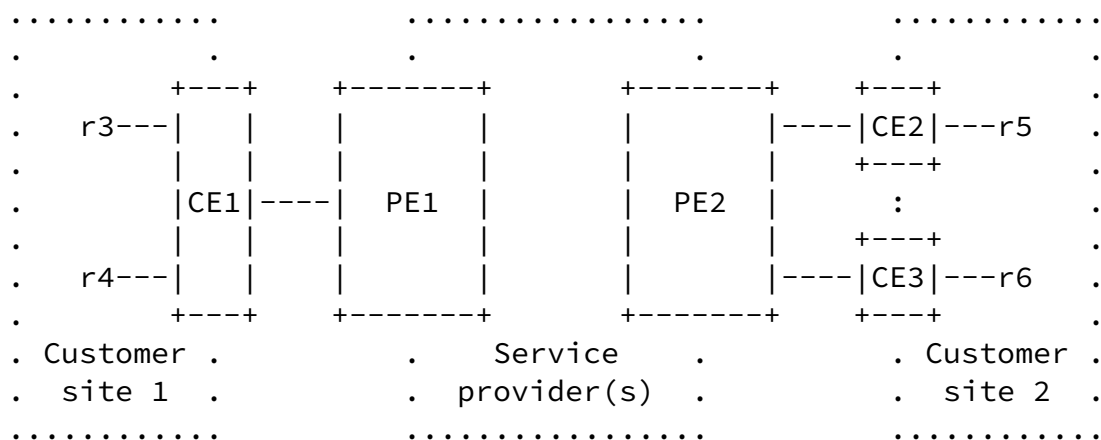 ............ ................. ............
. . . . . .
. +---+ +-------+ +-------+ +---+ .
. r3---| | | | | |----|CE2|---r5 .
. | | | | | | +---+ .
. |CE1|----| PE1 | | PE2 | : .
. | | | | | | +---+ .
. r4---| | | | | |----|CE3|---r6 .
. +---+ +-------+ +-------+ +---+ .
. Customer . . Service . . Customer .
. site 1 . . provider(s) . . site 2 .
............ ................. ............